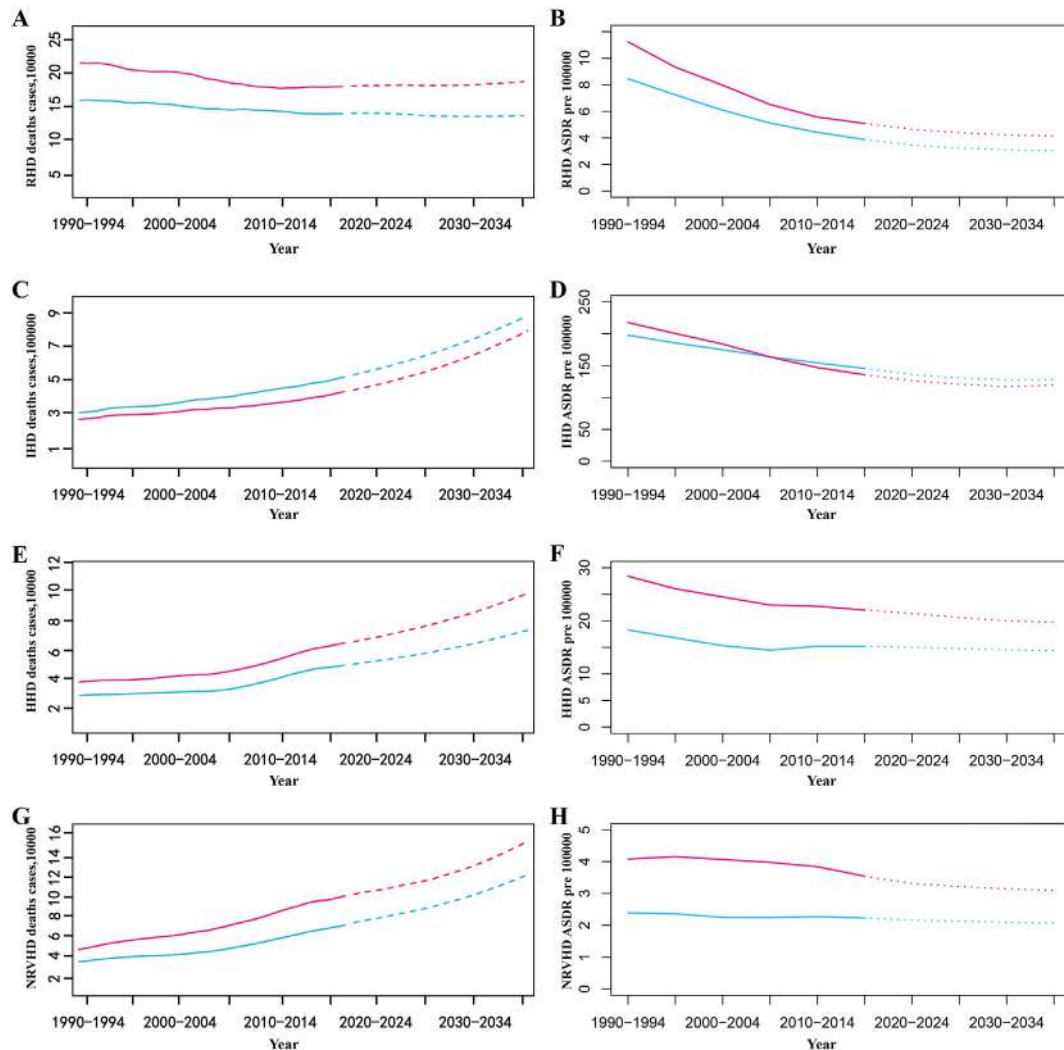 A
RHD deaths cases,10000
25
20
15
10
5
1990−1994 2000−2004 2010−2014 2020−2024 2030−2034
Year
B
RHD ASDR pre 100000
10
8
6
4
2
0
1990−1994 2000−2004 2010−2014 2020−2024 2030−2034
Year
C
IHD deaths cases,100000
9
7
5
3
1
1990−1994 2000−2004 2010−2014 2020−2024 2030−2034
Year
D
IHD ASDR pre 100000
250
150
50
0
1990−1994 2000−2004 2010−2014 2020−2024 2030−2034
Year
E
HHD deaths cases,10000
12
10
8
6
4
2
1990−1994 2000−2004 2010−2014 2020−2024 2030−2034
Year
F
HHD ASDR pre 100000
30
20
15
10
5
0
1990−1994 2000−2004 2010−2014 2020−2024 2030−2034
Year
G
NRVHD deaths cases,10000
16
14
12
10
8
6
4
2
1990−1994 2000−2004 2010−2014 2020−2024 2030−2034
Year
H
NRVHD ASDR pre 100000
5
4
3
2
1
0
1990−1994 2000−2004 2010−2014 2020−2024 2030−2034
Year